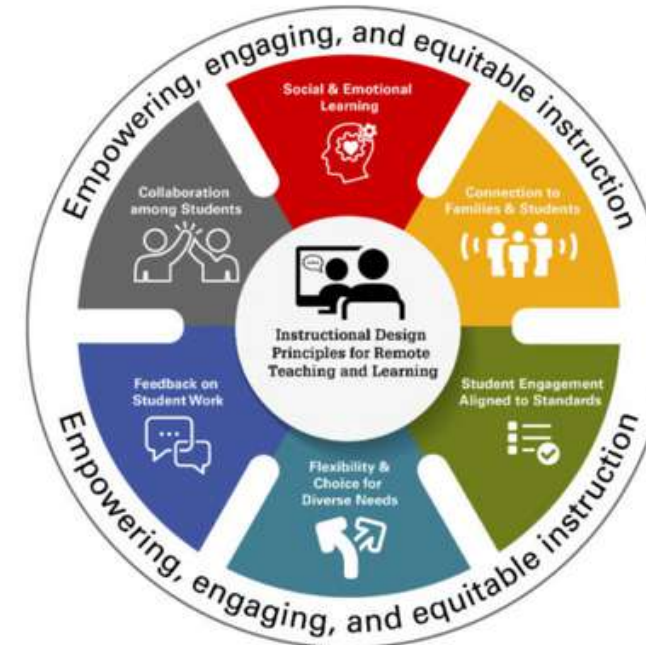 Empowering, engaging, and equitable instruction
Social & Emotional
Learning
Connection to
Families & Students
Student Engagement
Aligned to Standards
Flexibility &
Choice for
Diverse Needs
Feedback on
Student Work
Collaboration
among Students
Instructional Design
Principles for Remote
Teaching and Learning
Empowering, engaging, and equitable instruction